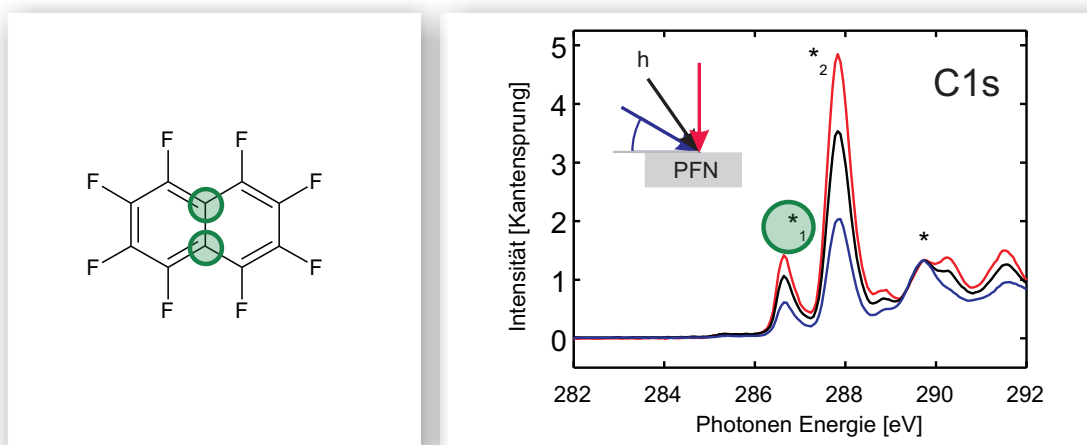 F F
F F
F F
F F
Intensität [Kantensprung]
5
4
3
2
1
0
h
PFN
*
2
C1s
*
1
*
282 284 286 288 290 292
Photonen Energie [eV]